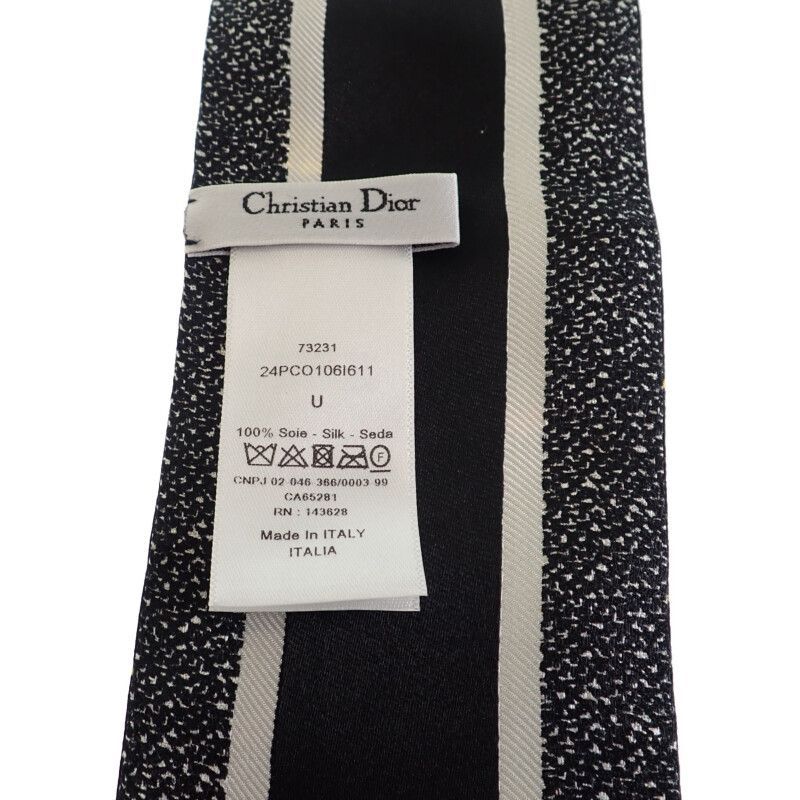 Christian Dior
PARIS
73231
24PCO106I611
U
100% Soie - Silk - Seda
F
CNPJ 02-046-366/0003-99
CA65281
RN : 143628
Made In ITALY
ITALIA